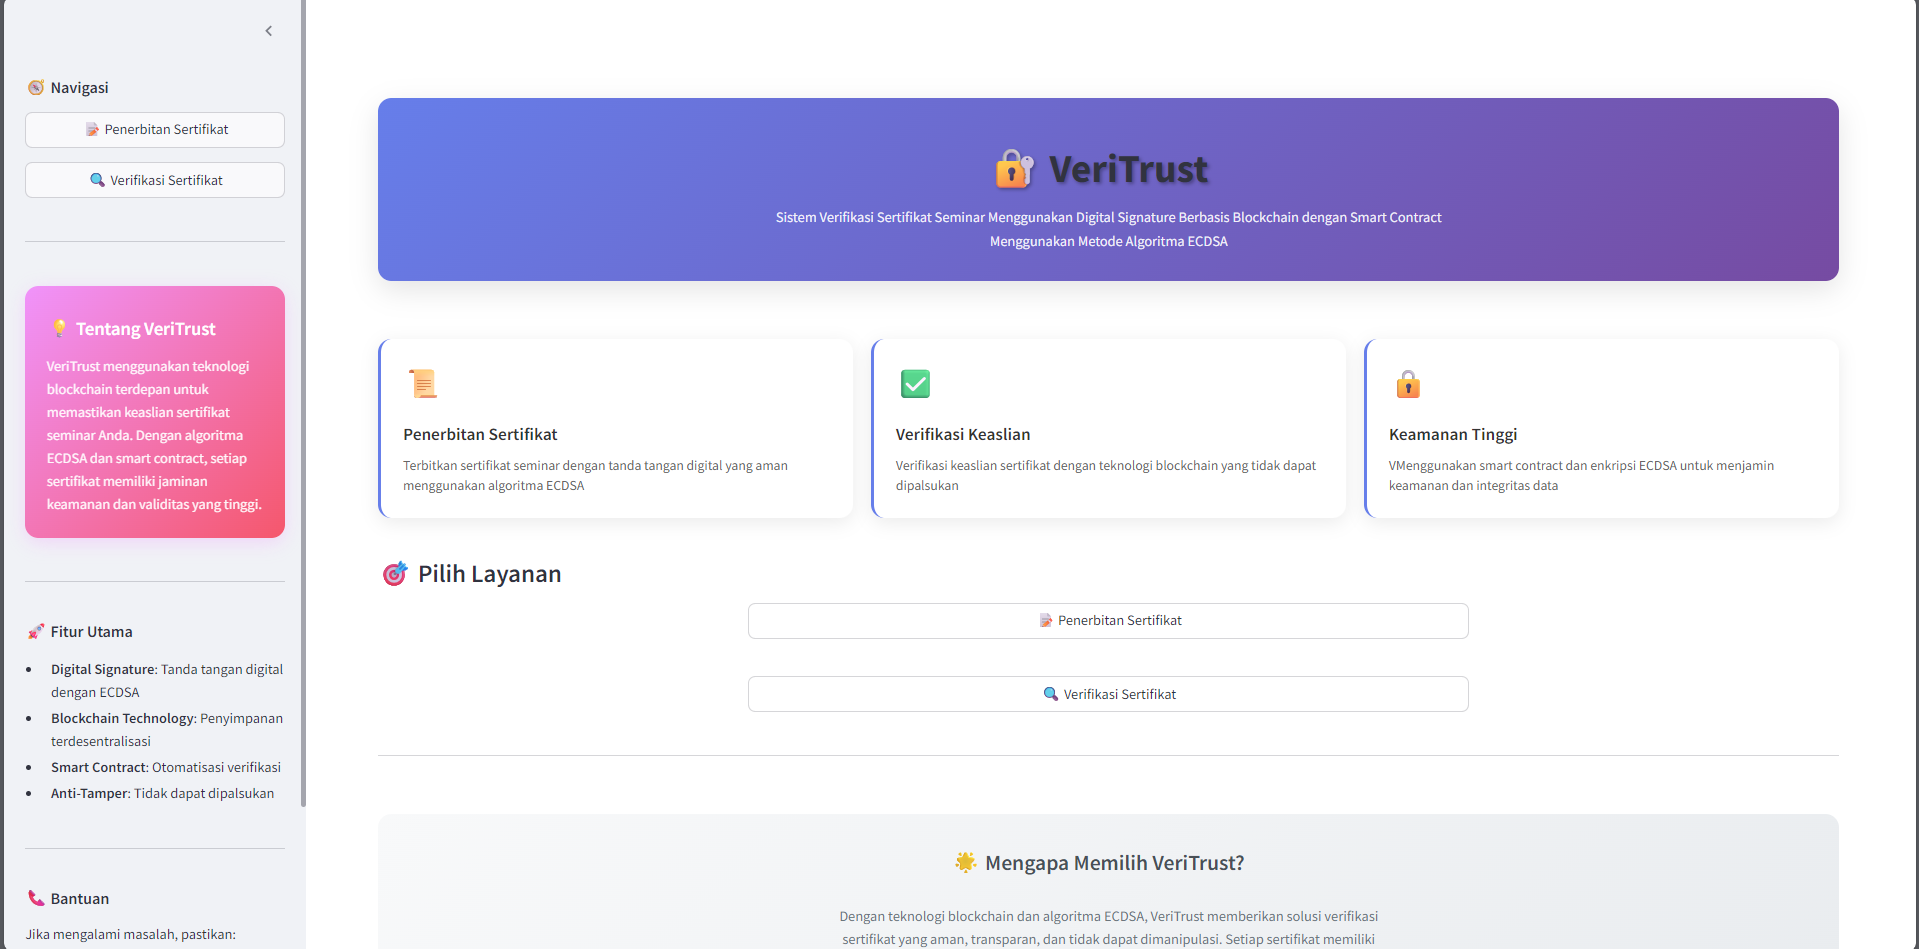 Navigasi
Penerbitan Sertifikat
Verifikasi Sertifikat
Tentang VeriTrust
VeriTrust menggunakan teknologi
blockchain terdepan untuk
memastikan keaslian sertifikat
seminar Anda. Dengan algoritma
ECDSA dan smart contract, setiap
sertifikat memiliki jaminan
keamanan dan validitas yang tinggi.
Fitur Utama
Digital Signature: Tanda tangan digital
dengan ECDSA
Blockchain Technology: Penyimpanan
terdesentralisasi
Smart Contract: Otomatisasi verifikasi
Anti-Tamper: Tidak dapat dipalsukan
Bantuan
Jika mengalami masalah, pastikan:
VeriTrust
Sistem Verifikasi Sertifikat Seminar Menggunakan Digital Signature Berbasis Blockchain dengan Smart Contract
Menggunakan Metode Algoritma ECDSA
Penerbitan Sertifikat
Terbitkan sertifikat seminar dengan tanda tangan digital yang aman
menggunakan algoritma ECDSA
Verifikasi Keaslian
Verifikasi keaslian sertifikat dengan teknologi blockchain yang tidak dapat
dipalsukan
Keamanan Tinggi
VMenggunakan smart contract dan enkripsi ECDSA untuk menjamin
keamanan dan integritas data
Pilih Layanan
Penerbitan Sertifikat
Verifikasi Sertifikat
Mengapa Memilih VeriTrust?
Dengan teknologi blockchain dan algoritma ECDSA, VeriTrust memberikan solusi verifikasi
sertifikat yang aman, transparan, dan tidak dapat dimanipulasi. Setiap sertifikat memiliki